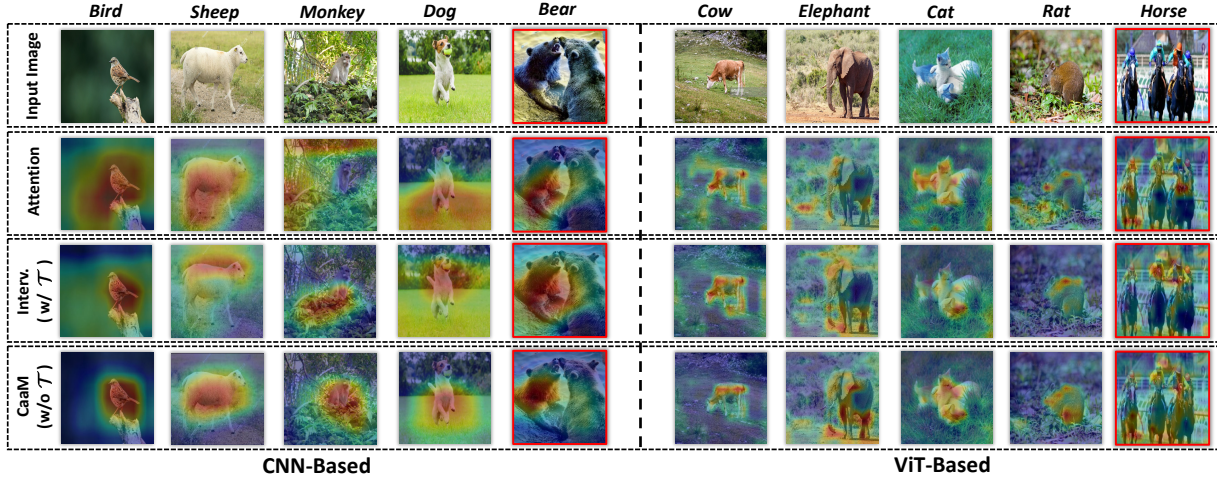 Bird Sheep Monkey Dog Bear Cow Elephant Cat Rat Horse
Input Image
Attention
Interv.
(w/ 𝒯)
CaaM
(w/o 𝒯)
CNN-Based ViT-Based